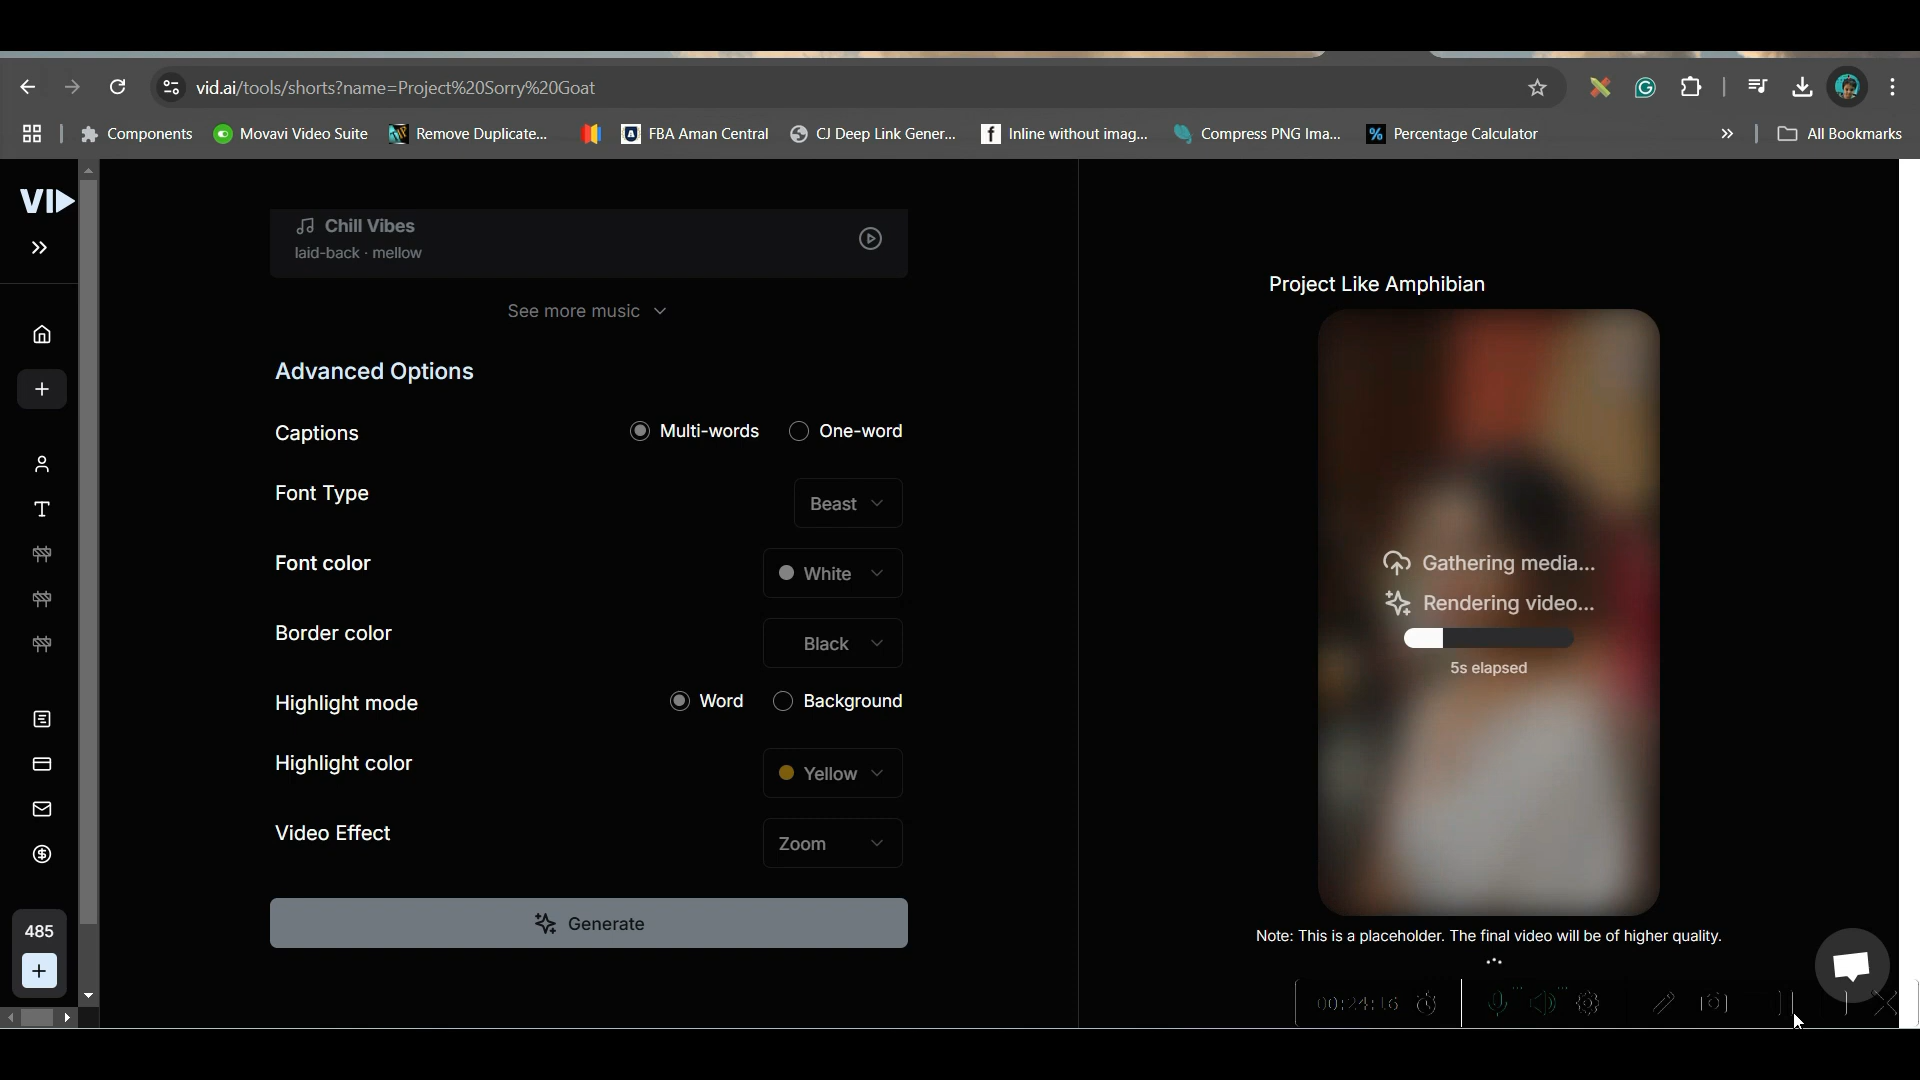 vid.ai/tools/shorts?name=Project%20Sorry%20Goat
Components
Movavi Video Suite
Remove Duplicate...
FBA Aman Central
CJ Deep Link Gener...
Inline without imag...
Compress PNG Ima...
Percentage Calculator
All Bookmarks
VID
Chill Vibes
laid-back · mellow
See more music
Advanced Options
Captions
Multi-words
One-word
Font Type
Beast
Font color
White
Border color
Black
Highlight mode
Word
Background
Highlight color
Yellow
Video Effect
Zoom
Generate
485
Project Like Amphibian
Gathering media...
Rendering video...
5s elapsed
Note: This is a placeholder. The final video will be of higher quality.
00:24:16